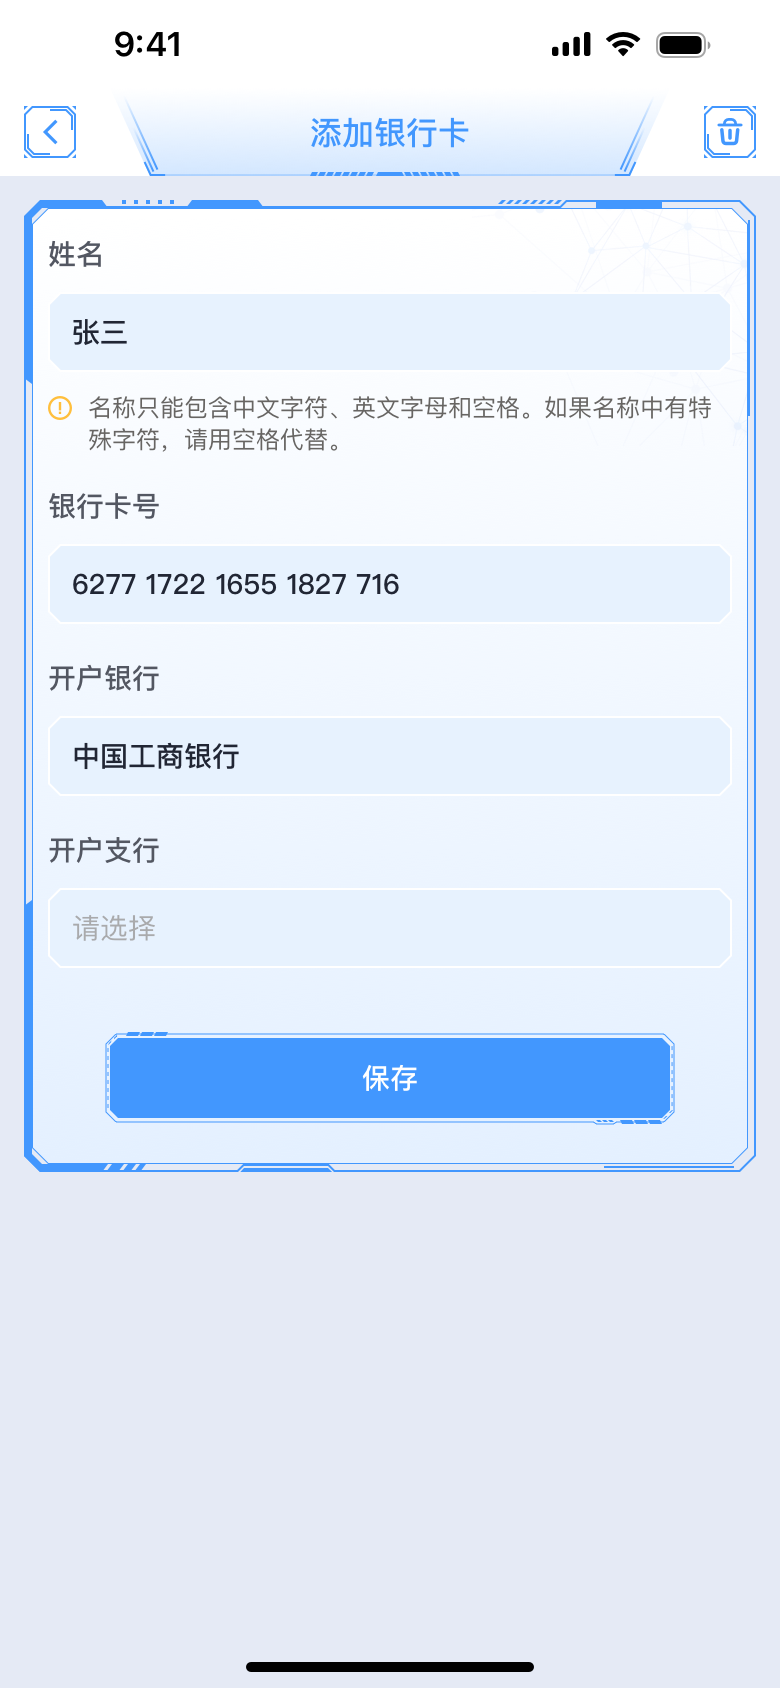 9:41
添加银行卡
姓名
张三
名称只能包含中文字符、英文字母和空格。如果名称中有特
殊字符，请用空格代替。
银行卡号
6277 1722 1655 1827 716
开户银行
中国工商银行
开户支行
请选择
保存